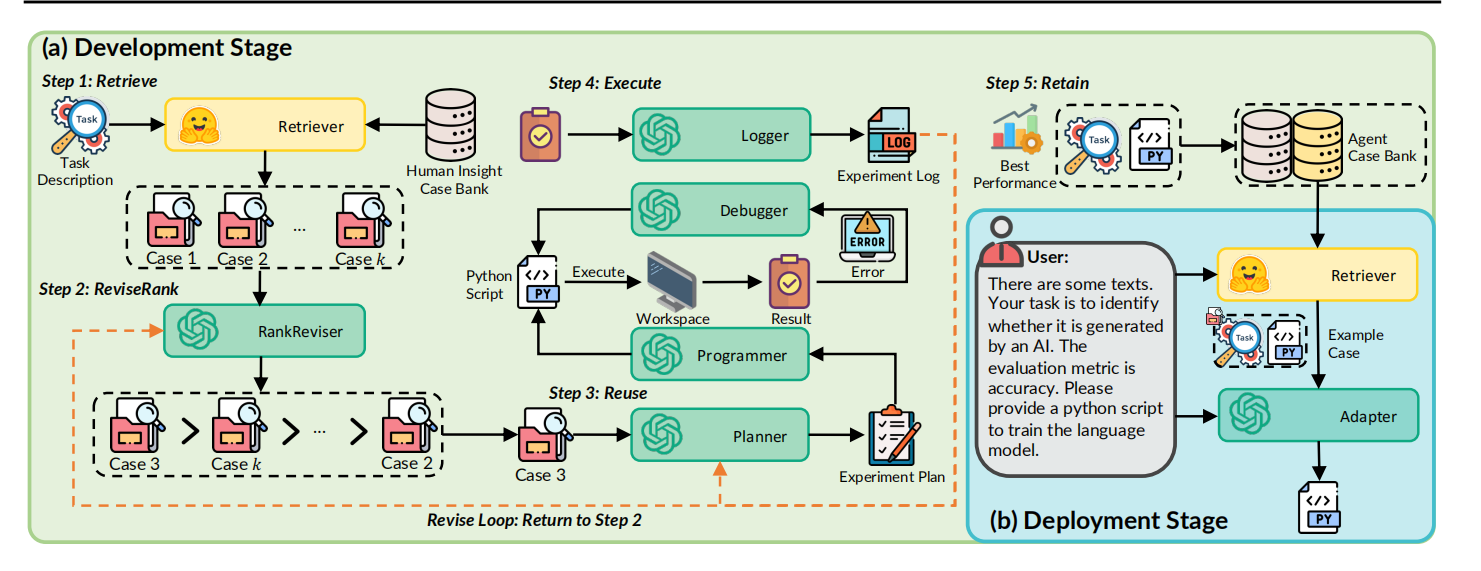 (a) Development Stage
Step 1: Retrieve
Task
Task
Description
Retriever
Human Insight
Case Bank
Case 1
Case 2
...
Case k
Step 2: ReviseRank
RankReviser
Case 3
Case k
...
Case 2
Case 3
Step 3: Reuse
Planner
Experiment Plan
Programmer
Python
Script
</>
PY
Execute
Workspace
Result
ERROR
Error
Debugger
Step 4: Execute
Logger
LOG
Experiment Log
Revise Loop: Return to Step 2
Step 5: Retain
Best
Performance
Task
</>
PY
Agent
Case Bank
User:
There are some texts.
Your task is to identify
whether it is generated
by an AI. The
evaluation metric is
accuracy. Please
provide a python script
to train the language
model.
Retriever
Task
</>
PY
Example
Case
Adapter
</>
PY
(b) Deployment Stage